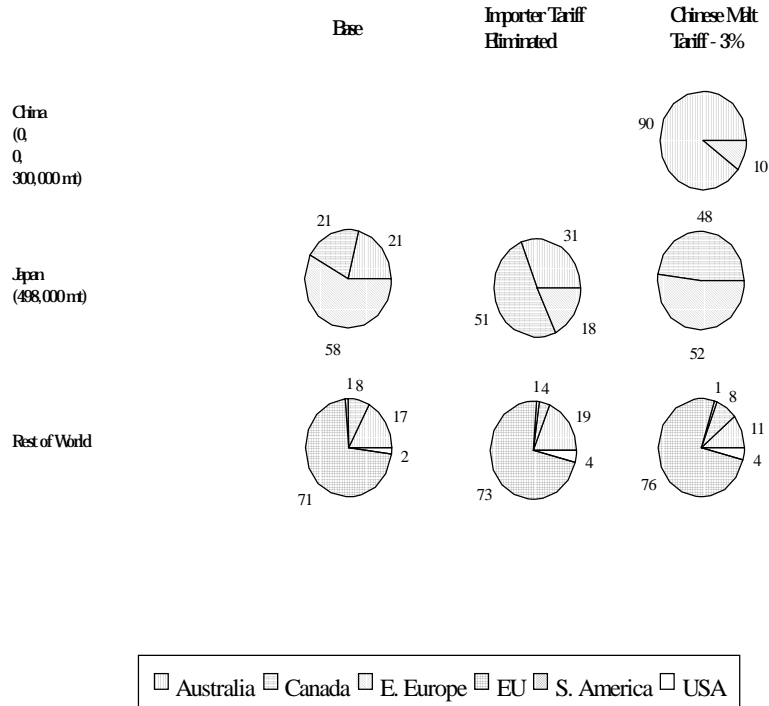 Base
Importer Tariff
Eliminated
Chinese Malt
Tariff - 3%
China
(0,
0,
300,000 mt)
90
10
Japan
(498,000 mt)
21
21
58
31
51
18
48
52
Rest of World
1 8
17
2
71
1 4
19
4
73
1
8
11
4
76
Australia Canada E. Europe EU S. America USA